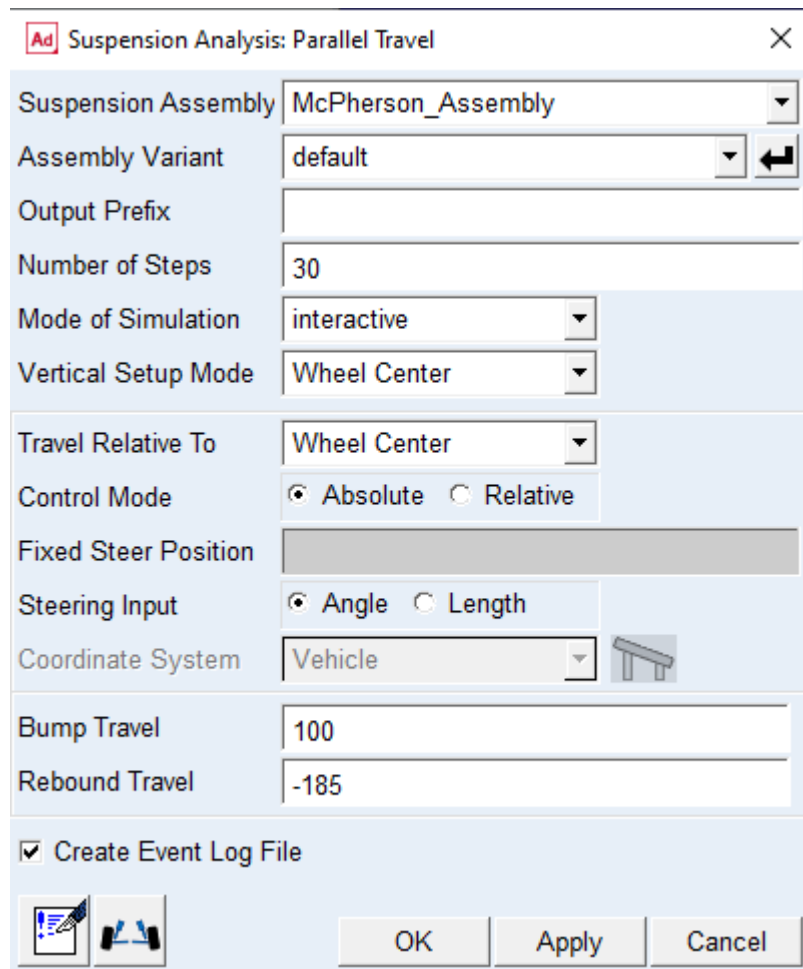 Ad Suspension Analysis: Parallel Travel
Suspension Assembly McPherson_Assembly
Assembly Variant default
Output Prefix
Number of Steps 30
Mode of Simulation interactive
Vertical Setup Mode Wheel Center
Travel Relative To Wheel Center
Control Mode Absolute Relative
Fixed Steer Position
Steering Input Angle Length
Coordinate System Vehicle
Bump Travel 100
Rebound Travel -185
Create Event Log File
OK Apply Cancel